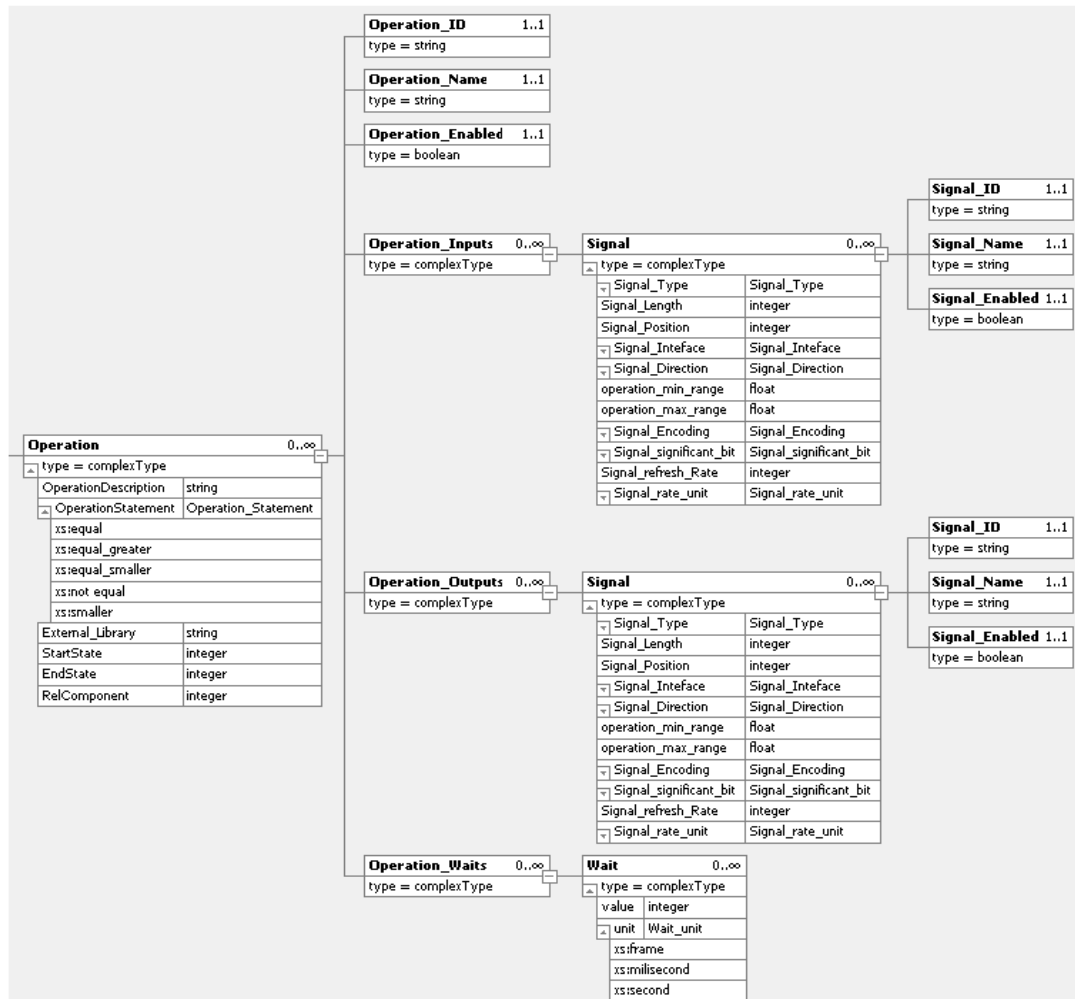 Operation_ID 1..1
type = string
Operation_Name 1..1
type = string
Operation_Enabled 1..1
type = boolean
Operation_Inputs 0..∞
type = complexType
Signal 0..∞
type = complexType
Signal_Type Signal_Type
Signal_Length integer
Signal_Position integer
Signal_Inteface Signal_Inteface
Signal_Direction Signal_Direction
operation_min_range float
operation_max_range float
Signal_Encoding Signal_Encoding
Signal_significant_bit Signal_significant_bit
Signal_refresh_Rate integer
Signal_rate_unit Signal_rate_unit
Signal_ID 1..1
type = string
Signal_Name 1..1
type = string
Signal_Enabled 1..1
type = boolean
Operation 0..∞
type = complexType
OperationDescription string
OperationStatement Operation_Statement
xs:equal
xs:equal_greater
xs:equal_smaller
xs:not equal
xs:smaller
External_Library string
StartState integer
EndState integer
RelComponent integer
Operation_Outputs 0..∞
type = complexType
Signal 0..∞
type = complexType
Signal_Type Signal_Type
Signal_Length integer
Signal_Position integer
Signal_Inteface Signal_Inteface
Signal_Direction Signal_Direction
operation_min_range float
operation_max_range float
Signal_Encoding Signal_Encoding
Signal_significant_bit Signal_significant_bit
Signal_refresh_Rate integer
Signal_rate_unit Signal_rate_unit
Signal_ID 1..1
type = string
Signal_Name 1..1
type = string
Signal_Enabled 1..1
type = boolean
Operation_Waits 0..∞
type = complexType
Wait 0..∞
type = complexType
value integer
unit Wait_unit
xs:frame
xs:milisecond
xs:second